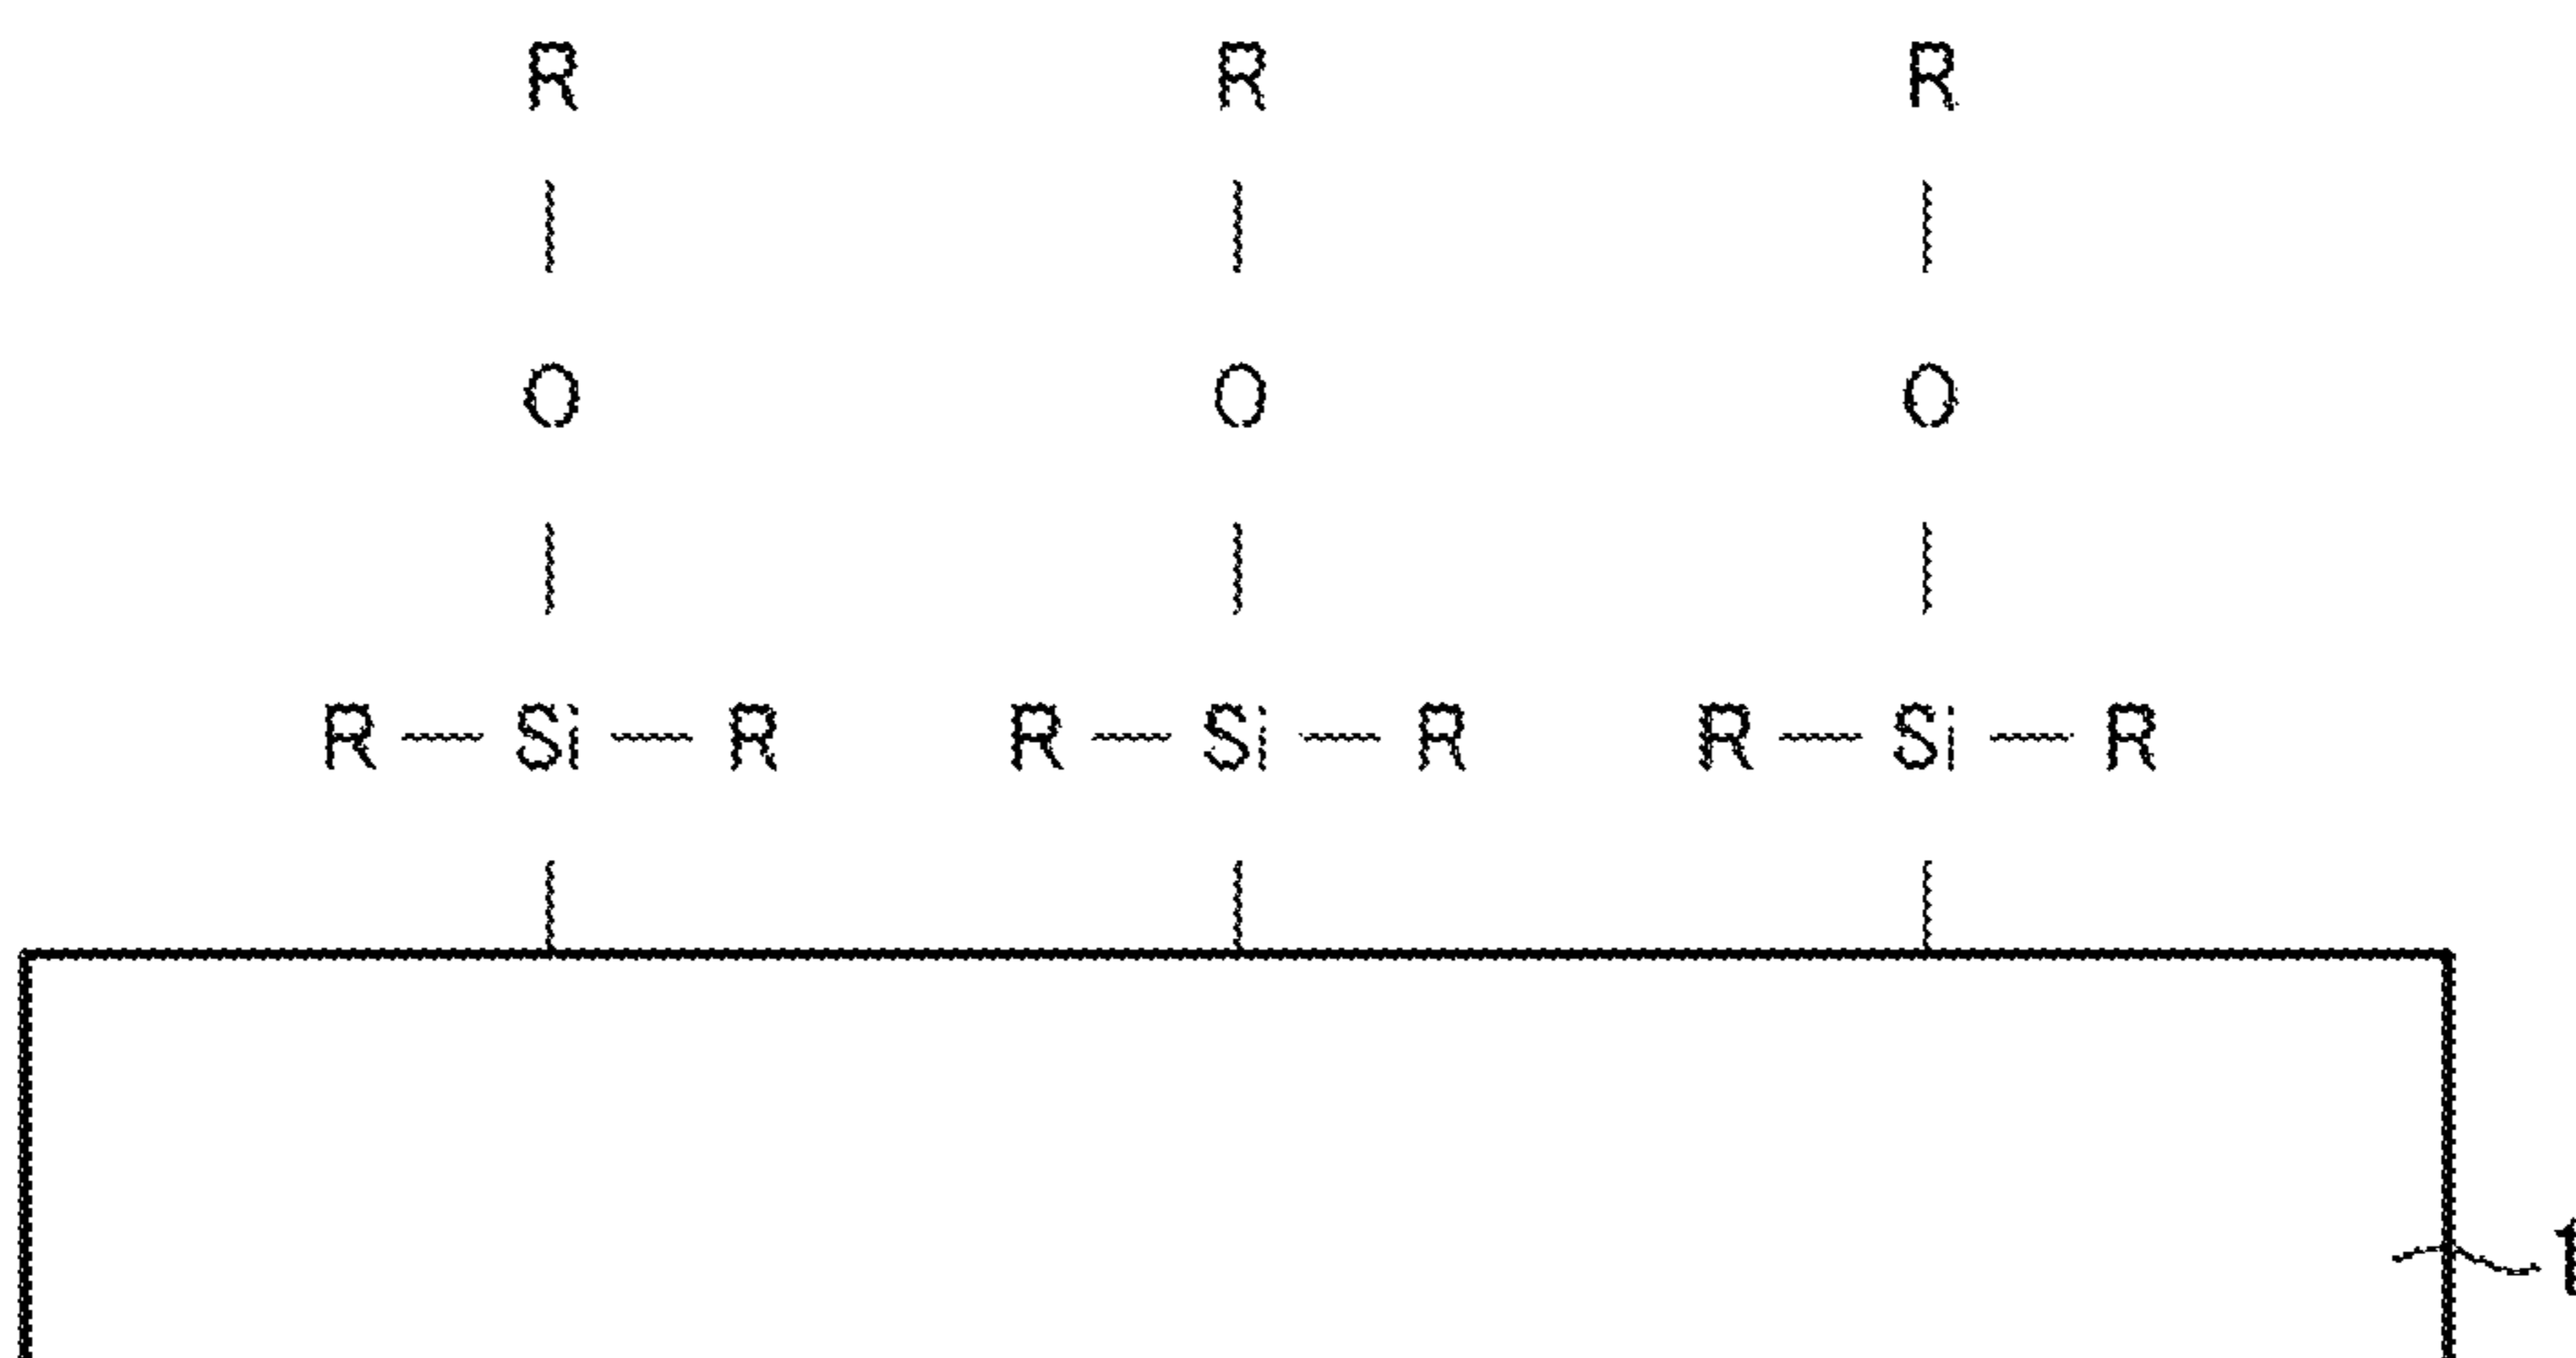 R R R
O O O
R — Si — R R — Si — R R — Si — R